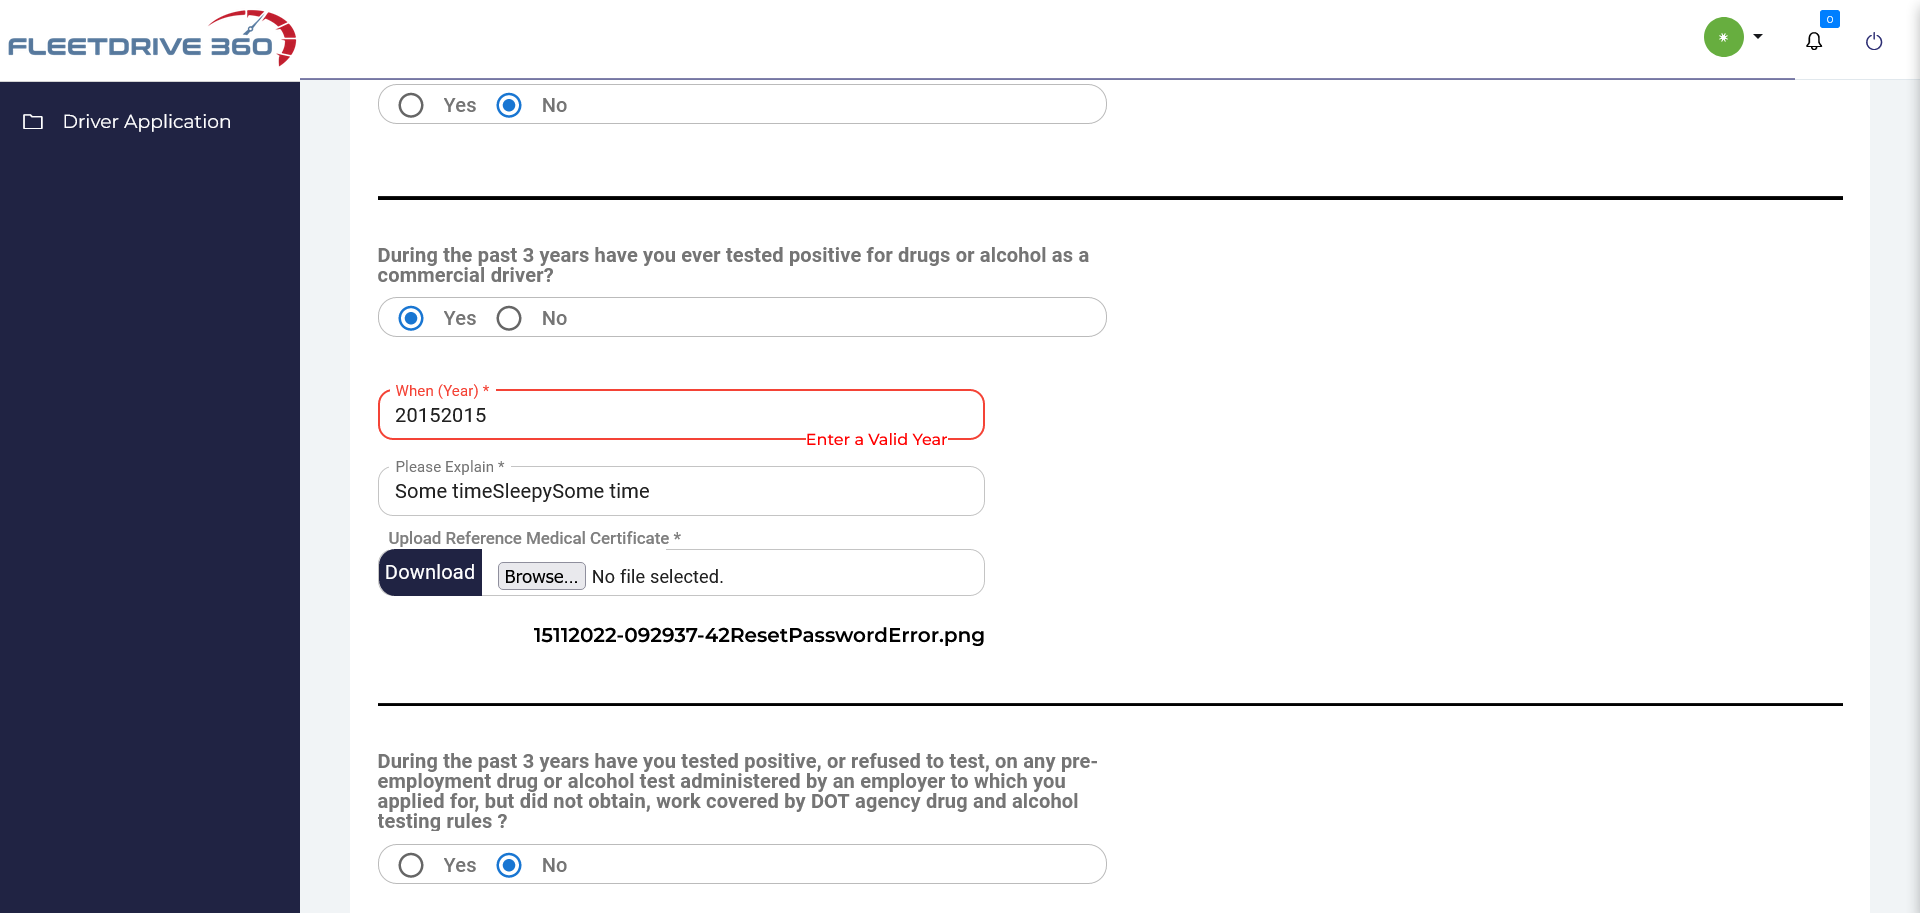 FLEETDRIVE 360
0
Driver Application
Yes No
During the past 3 years have you ever tested positive for drugs or alcohol as a
commercial driver?
Yes No
When (Year) *
20152015
Enter a Valid Year
Please Explain *
Some timeSleepySome time
Upload Reference Medical Certificate *
Download Browse... No file selected.
15112022-092937-42ResetPasswordError.png
During the past 3 years have you tested positive, or refused to test, on any pre-
employment drug or alcohol test administered by an employer to which you
applied for, but did not obtain, work covered by DOT agency drug and alcohol
testing rules ?
Yes No